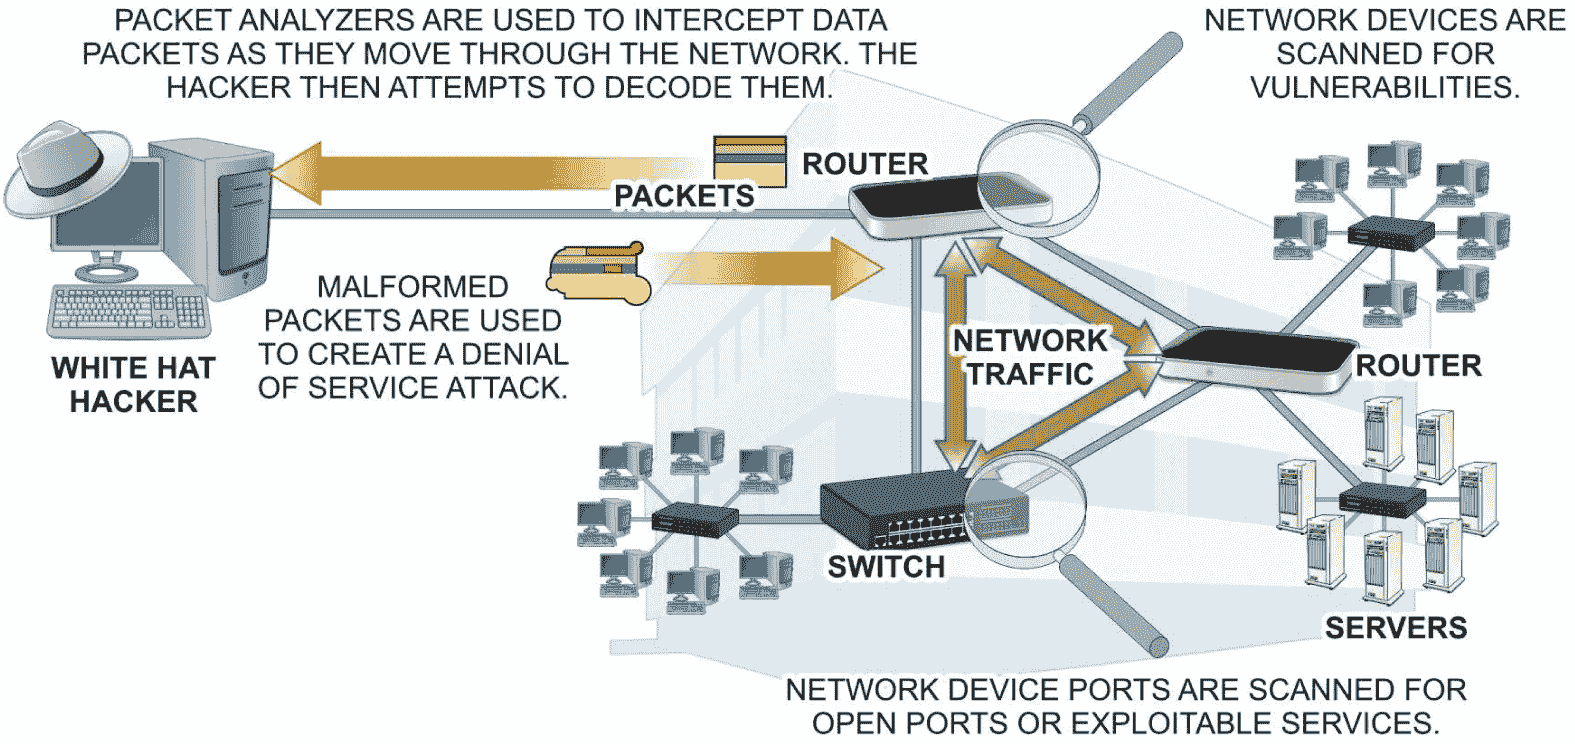 PACKET ANALYZERS ARE USED TO INTERCEPT DATA
PACKETS AS THEY MOVE THROUGH THE NETWORK. THE
HACKER THEN ATTEMPTS TO DECODE THEM.
NETWORK DEVICES ARE
SCANNED FOR
VULNERABILITIES.
ROUTER
PACKETS
MALFORMED
PACKETS ARE USED
TO CREATE A DENIAL
OF SERVICE ATTACK.
WHITE HAT
HACKER
NETWORK
TRAFFIC
ROUTER
SWITCH
SERVERS
NETWORK DEVICE PORTS ARE SCANNED FOR
OPEN PORTS OR EXPLOITABLE SERVICES.